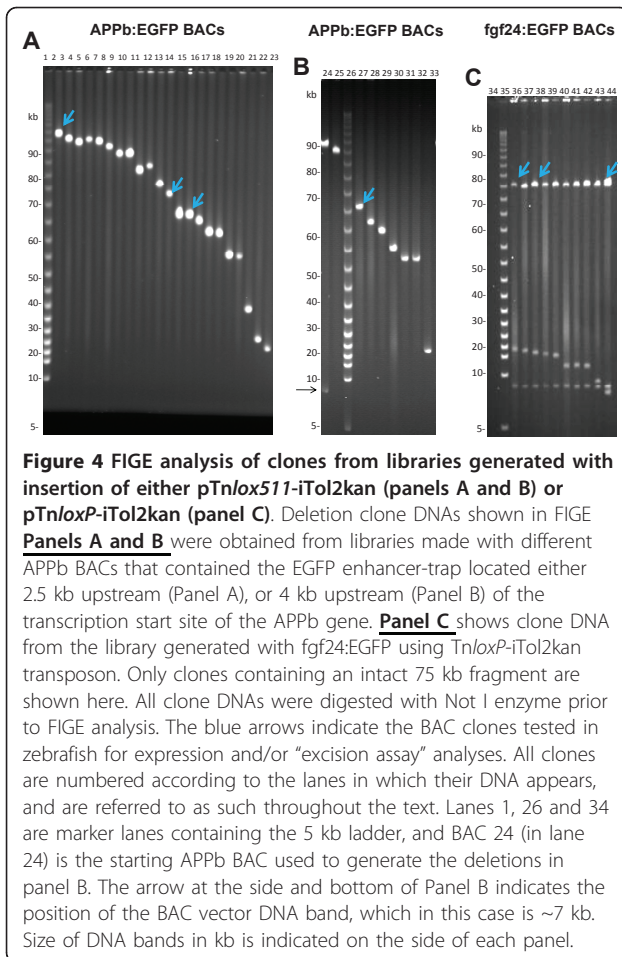 APPb:EGFP BACs APPb:EGFP BACs fgf24:EGFP BACs
A
1 2 3 4 5 6 7 8 9 10 11 12 13 14 15 16 17 18 19 20 21 22 23
kb
90-
80-
70-
60-
50-
40-
30-
20-
10-
5-
B
24 25 26 27 28 29 30 31 32 33
kb
90-
80-
70-
60-
50-
40-
30-
20-
10-
5-
C
34 35 36 37 38 39 40 41 42 43 44
kb
90-
80-
70-
60-
50-
40-
30-
20-
10-
5-
Figure 4 FIGE analysis of clones from libraries generated with
insertion of either pTnlox511-iTol2kan (panels A and B) or
pTnloxP-iTol2kan (panel C). Deletion clone DNAs shown in FIGE
Panels A and B were obtained from libraries made with different
APPb BACs that contained the EGFP enhancer-trap located either
2.5 kb upstream (Panel A), or 4 kb upstream (Panel B) of the
transcription start site of the APPb gene. Panel C shows clone DNA
from the library generated with fgf24:EGFP using TnloxP-iTol2kan
transposon. Only clones containing an intact 75 kb fragment are
shown here. All clone DNAs were digested with Not I enzyme prior
to FIGE analysis. The blue arrows indicate the BAC clones tested in
zebrafish for expression and/or “excision assay” analyses. All clones
are numbered according to the lanes in which their DNA appears,
and are referred to as such throughout the text. Lanes 1, 26 and 34
are marker lanes containing the 5 kb ladder, and BAC 24 (in lane
24) is the starting APPb BAC used to generate the deletions in
panel B. The arrow at the side and bottom of Panel B indicates the
position of the BAC vector DNA band, which in this case is ~7 kb.
Size of DNA bands in kb is indicated on the side of each panel.